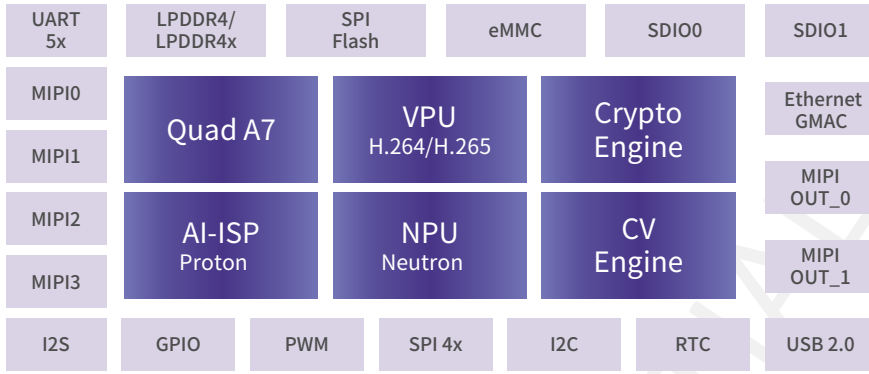 UART
5x
LPDDR4/
LPDDR4x
SPI
Flash
eMMC
SDIO0
SDIO1
MIPI0
MIPI1
MIPI2
MIPI3
Quad A7
VPU
H.264/H.265
Crypto
Engine
AI-ISP
Proton
NPU
Neutron
CV
Engine
Ethernet
GMAC
MIPI
OUT_0
MIPI
OUT_1
I2S
GPIO
PWM
SPI 4x
I2C
RTC
USB 2.0